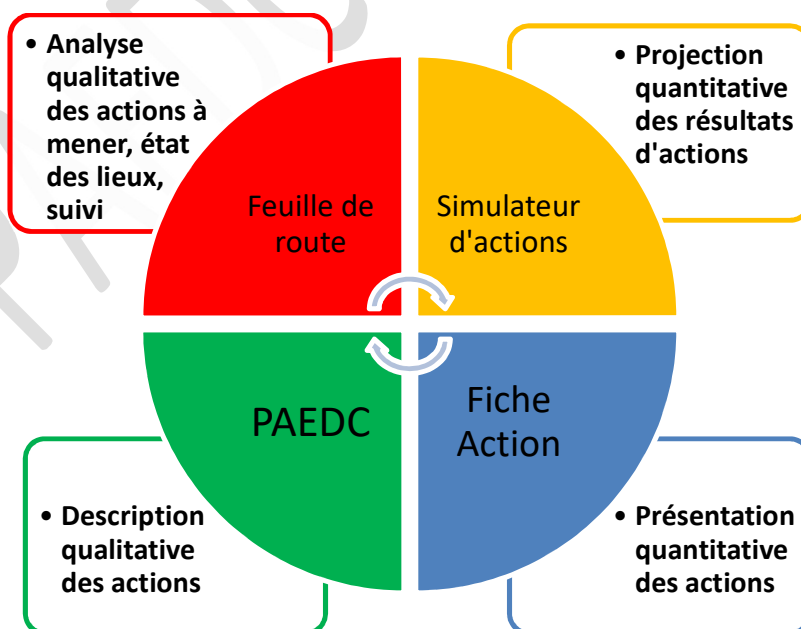 • Analyse
qualitative
des actions à
mener, état
des lieux,
suivi
Feuille de
route
• Projection
quantitative
des résultats
d'actions
Simulateur
d'actions
PAEDC
• Description
qualitative
des actions
Fiche
Action
• Présentation
quantitative
des actions